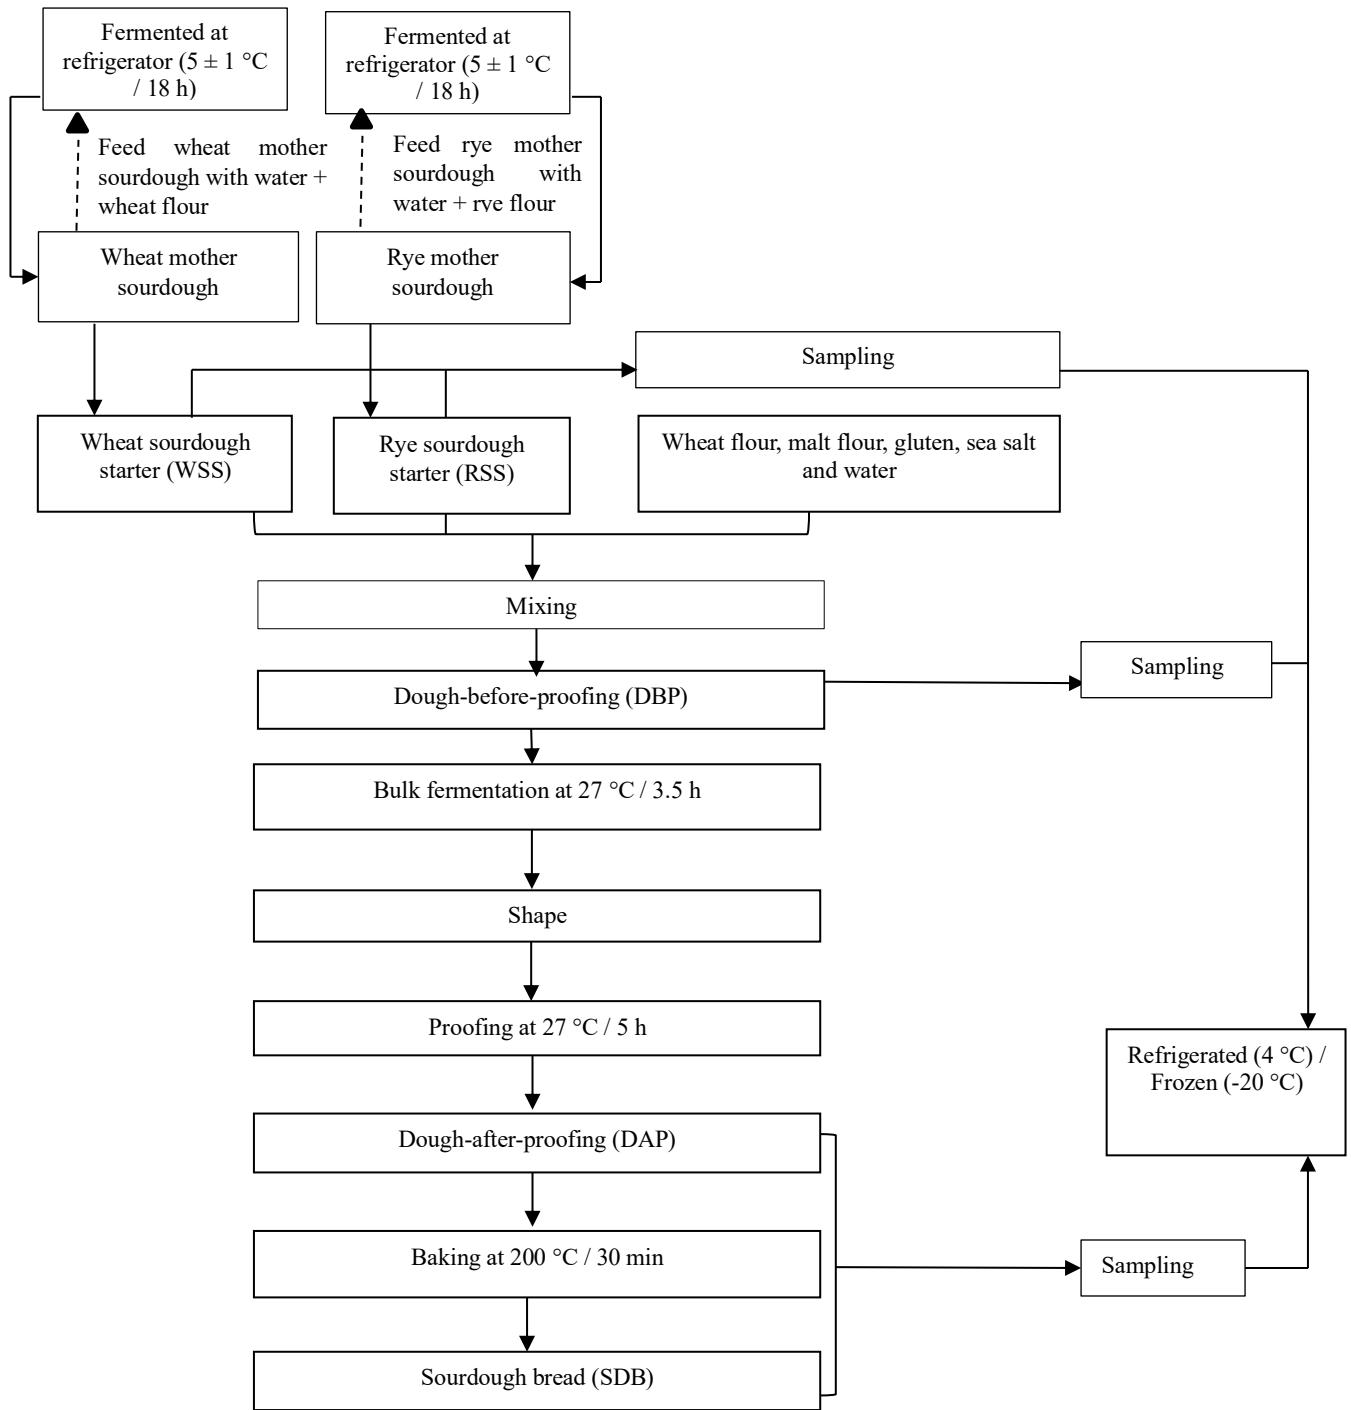 Fermented at
refrigerator (5 ± 1 °C
/ 18 h)
Fermented at
refrigerator (5 ± 1 °C
/ 18 h)
Feed wheat mother
sourdough with water +
wheat flour
Feed rye mother
sourdough with
water + rye flour
Wheat mother
sourdough
Rye mother
sourdough
Sampling
Wheat sourdough
starter (WSS)
Rye sourdough
starter (RSS)
Wheat flour, malt flour, gluten, sea salt
and water
Mixing
Sampling
Dough-before-proofing (DBP)
Bulk fermentation at 27 °C / 3.5 h
Shape
Proofing at 27 °C / 5 h
Refrigerated (4 °C) /
Frozen (-20 °C)
Dough-after-proofing (DAP)
Baking at 200 °C / 30 min
Sampling
Sourdough bread (SDB)